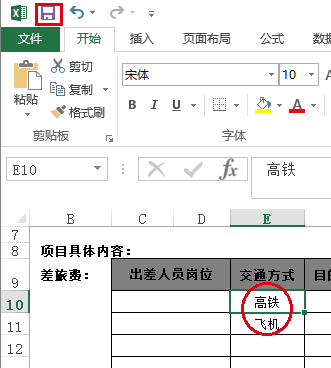 文件 开始 插入 页面布局 公式 数
粘贴 剪切 宋体 10
复制
格式刷 B I U A
剪贴板 字体
E10 fx 高铁
B C D E
7
8 项目具体内容：
9 差旅费： 出差人员岗位 交通方式 目的
10 高铁
11 飞机
12